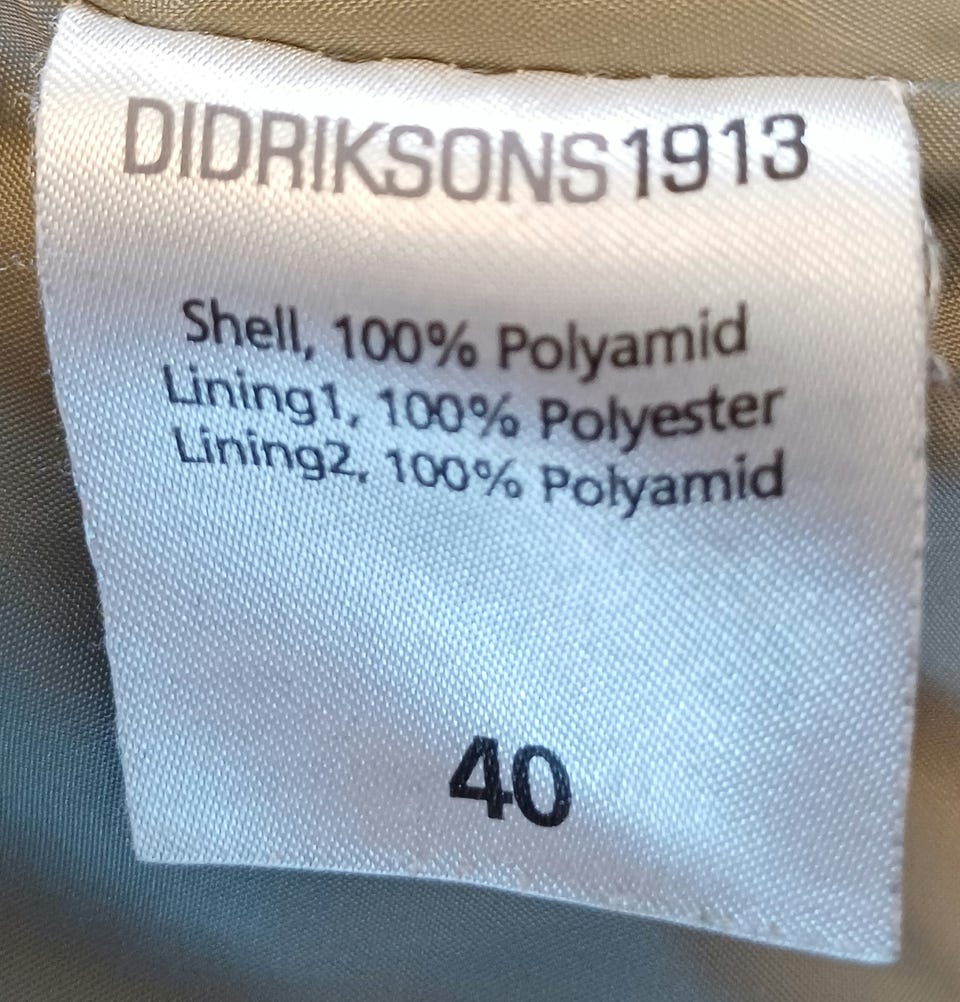 DIDRIKSONS1913
Shell, 100% Polyamid
Lining1, 100% Polyester
Lining2, 100% Polyamid
40